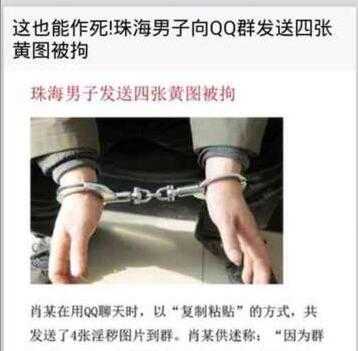 这也能作死!珠海男子向QQ群发送四张
黄图被拘
珠海男子发送四张黄图被拘
肖某在用QQ聊天时，以“复制粘贴”的方式，共
发送了4张淫秽图片到群。肖某供述称：“因为群